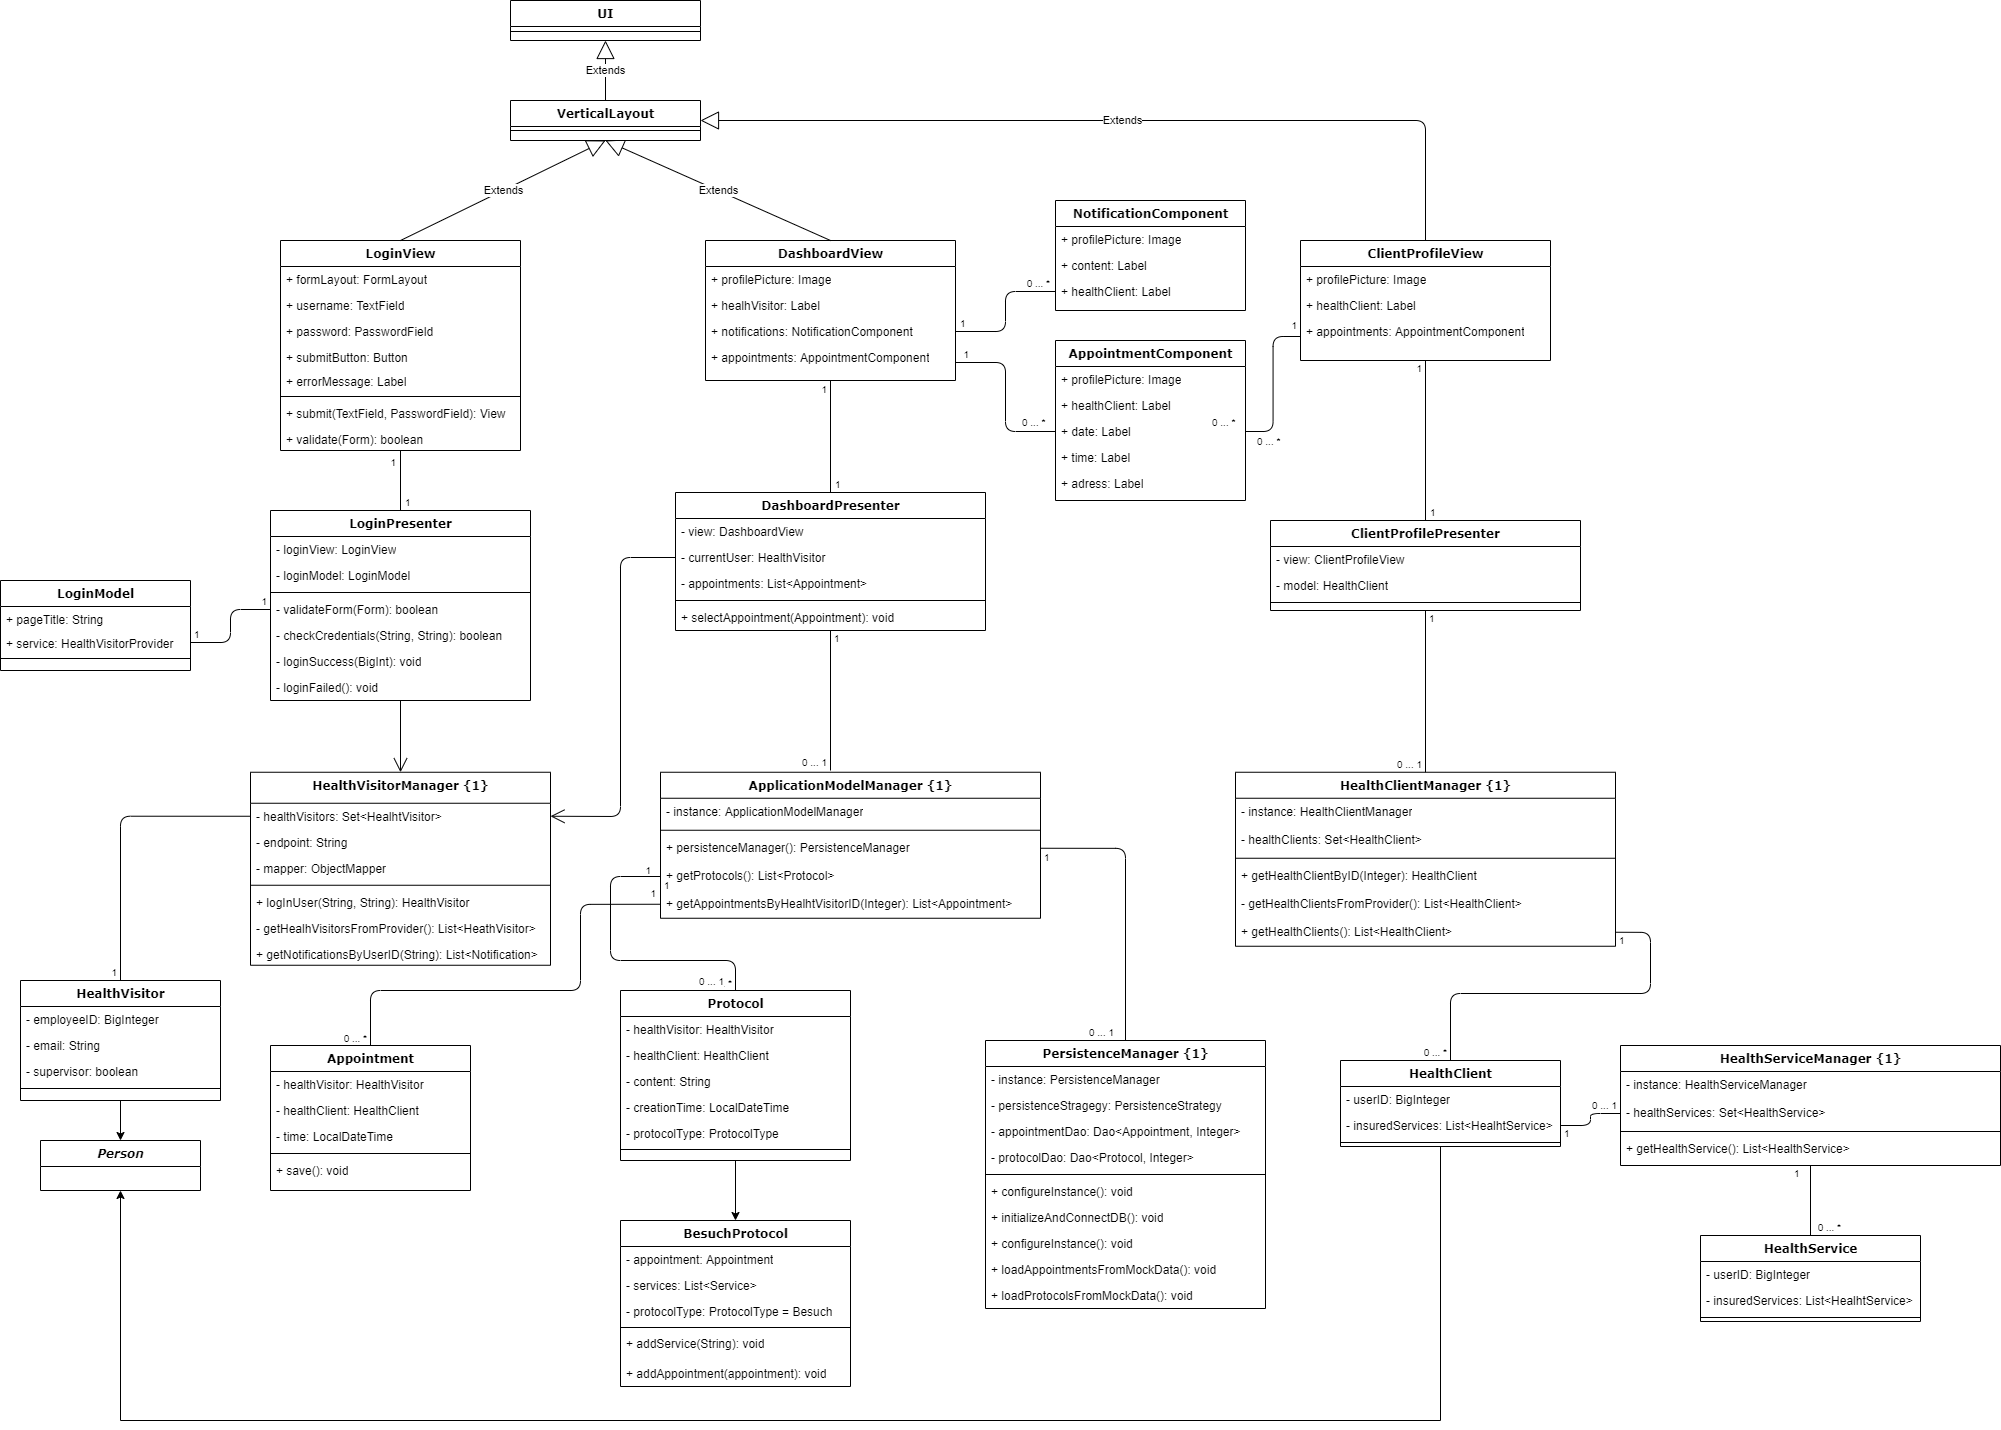 UI
Extends
VerticalLayout
Extends
Extends
Extends
LoginView
+ formLayout: FormLayout
+ username: TextField
+ password: PasswordField
+ submitButton: Button
+ errorMessage: Label
+ submit(TextField, PasswordField): View
+ validate(Form): boolean
1
1
DashboardView
+ profilePicture: Image
+ healhVisitor: Label
+ notifications: NotificationComponent
+ appointments: AppointmentComponent
1
1
1
1
NotificationComponent
+ profilePicture: Image
+ content: Label
+ healthClient: Label
0 ... *
AppointmentComponent
+ profilePicture: Image
+ healthClient: Label
+ date: Label
+ time: Label
+ adress: Label
0 ... *
0 ... *
0 ... *
ClientProfileView
+ profilePicture: Image
+ healthClient: Label
+ appointments: AppointmentComponent
1
1
1
LoginPresenter
- loginView: LoginView
- loginModel: LoginModel
- validateForm(Form): boolean
- checkCredentials(String, String): boolean
- loginSuccess(BigInt): void
- loginFailed(): void
1
LoginModel
+ pageTitle: String
+ service: HealthVisitorProvider
1
DashboardPresenter
- view: DashboardView
- currentUser: HealthVisitor
- appointments: List<Appointment>
+ selectAppointment(Appointment): void
1
0 ... 1
ClientProfilePresenter
- view: ClientProfileView
- model: HealthClient
1
0 ... 1
HealthVisitorManager {1}
- healthVisitors: Set<HealhtVisitor>
- endpoint: String
- mapper: ObjectMapper
+ logInUser(String, String): HealthVisitor
- getHealhVisitorsFromProvider(): List<HeathVisitor>
+ getNotificationsByUserID(String): List<Notification>
1
ApplicationModelManager {1}
- instance: ApplicationModelManager
+ persistenceManager(): PersistenceManager
+ getProtocols(): List<Protocol>
+ getAppointmentsByHealhtVisitorID(Integer): List<Appointment>
1
1
1
1
HealthClientManager {1}
- instance: HealthClientManager
- healthClients: Set<HealthClient>
+ getHealthClientByID(Integer): HealthClient
- getHealthClientsFromProvider(): List<HealthClient>
+ getHealthClients(): List<HealthClient>
1
HealthVisitor
- employeeID: BigInteger
- email: String
- supervisor: boolean
Person
0 ... *
Appointment
- healthVisitor: HealthVisitor
- healthClient: HealthClient
- time: LocalDateTime
+ save(): void
0 ... 1 *
Protocol
- healthVisitor: HealthVisitor
- healthClient: HealthClient
- content: String
- creationTime: LocalDateTime
- protocolType: ProtocolType
BesuchProtocol
- appointment: Appointment
- services: List<Service>
- protocolType: ProtocolType = Besuch
+ addService(String): void
+ addAppointment(appointment): void
0 ... 1
PersistenceManager {1}
- instance: PersistenceManager
- persistenceStragegy: PersistenceStrategy
- appointmentDao: Dao<Appointment, Integer>
- protocolDao: Dao<Protocol, Integer>
+ configureInstance(): void
+ initializeAndConnectDB(): void
+ configureInstance(): void
+ loadAppointmentsFromMockData(): void
+ loadProtocolsFromMockData(): void
0 ... *
HealthClient
- userID: BigInteger
- insuredServices: List<HealhtService>
1
0 ... 1
HealthServiceManager {1}
- instance: HealthServiceManager
- healthServices: Set<HealthService>
+ getHealthService(): List<HealthService>
1
0 ... *
HealthService
- userID: BigInteger
- insuredServices: List<HealhtService>